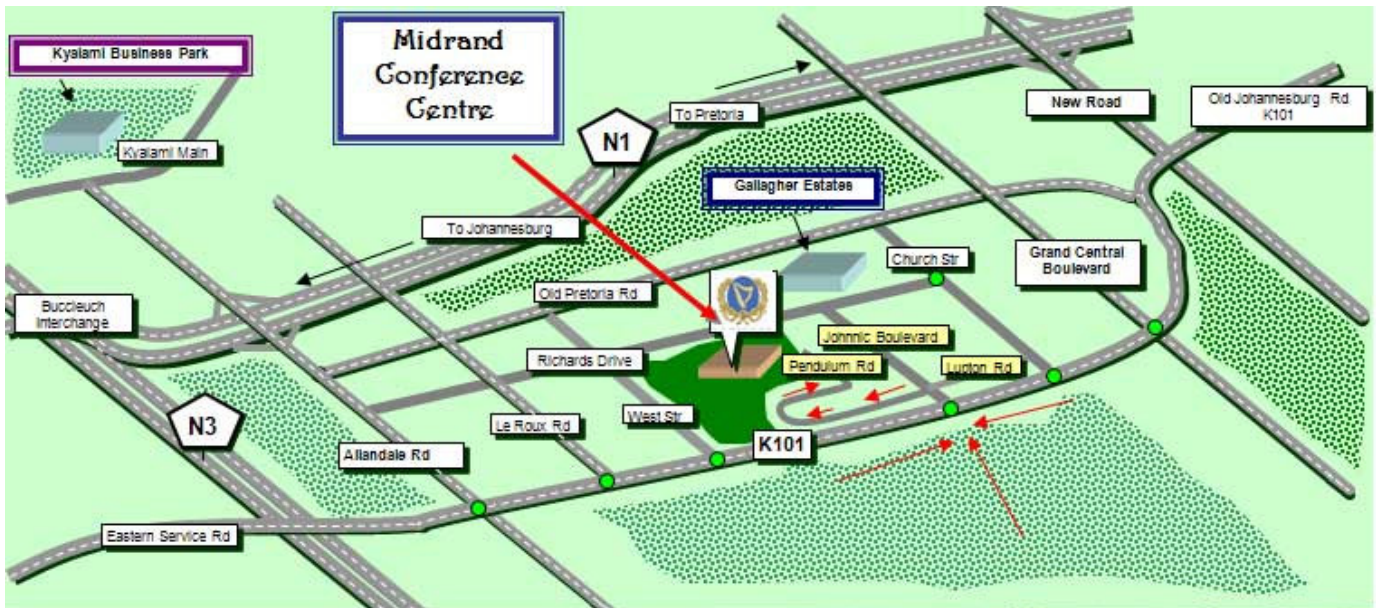 Kyalami Business Park
Midrand
Conference
Centre
Kyalami Main
N1
To Pretoria
New Road
Old Johannesburg Rd
K101
Gallagher Estates
To Johannesburg
Church Str
Grand Central
Boulevard
Buccleuch
Interchange
Old Pretoria Rd
Richards Drive
Johnnic Boulevard
Pendulum Rd
Lupton Rd
N3
Le Roux Rd
West Str
K101
Allandale Rd
Eastern Service Rd